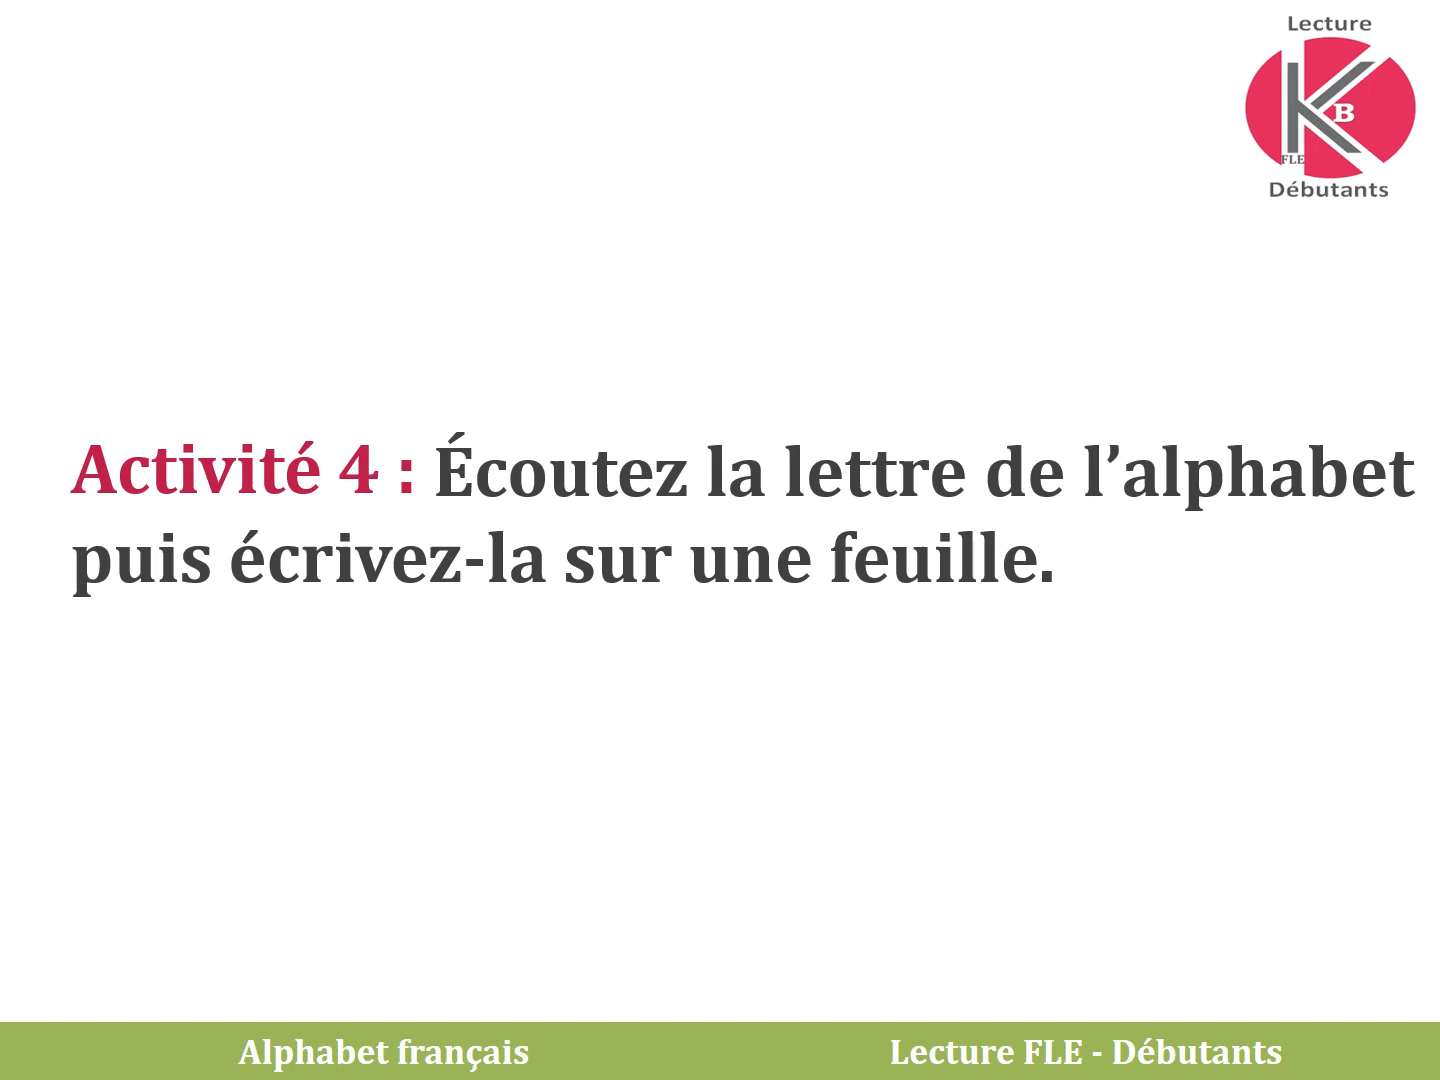 Lecture
K
B
FLE
Débutants
Activité 4 : Écoutez la lettre de l’alphabet
puis écrivez-la sur une feuille.
Alphabet français
Lecture FLE - Débutants